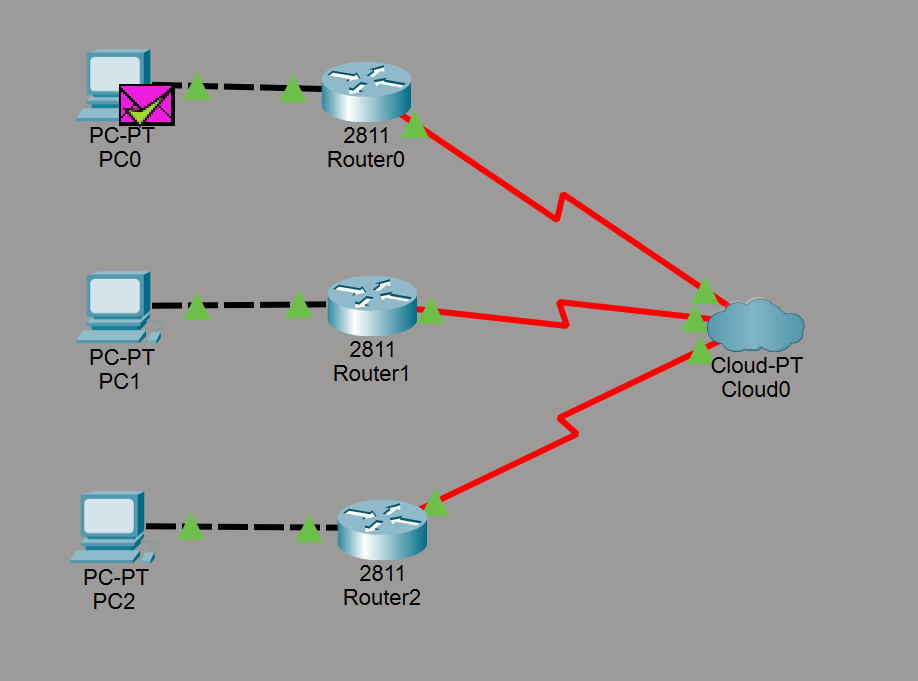 PC-PT
PC0
2811
Router0
PC-PT
PC1
2811
Router1
Cloud-PT
Cloud0
PC-PT
PC2
2811
Router2